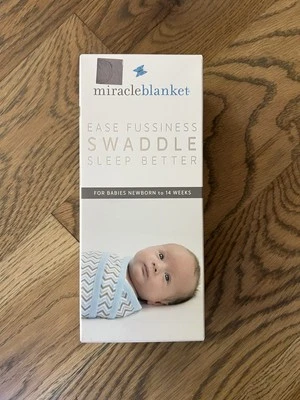 miracleblanket
EASE FUSSINESS
SWADDLE
SLEEP BETTER
FOR BABIES NEWBORN to 14 WEEKS